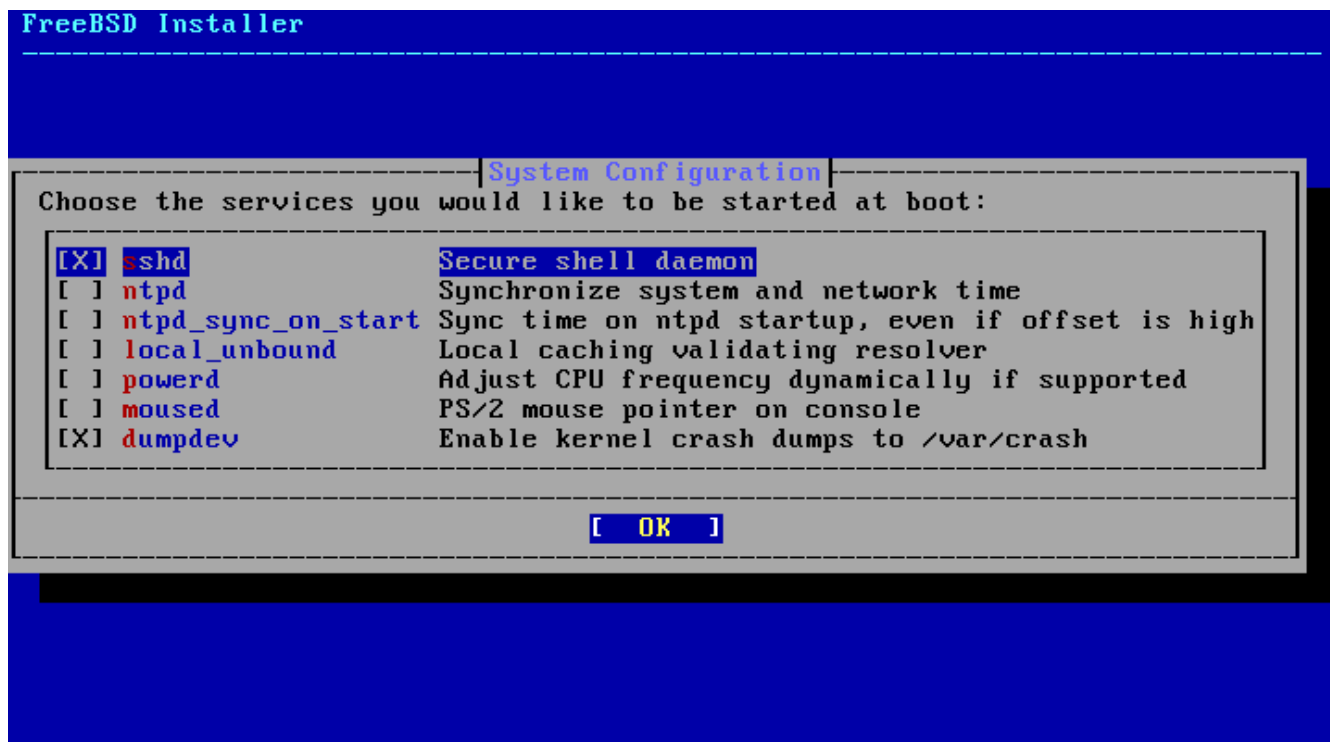 FreeBSD Installer
System Configuration
Choose the services you would like to be started at boot:
[X] sshd Secure shell daemon
[ ] ntpd Synchronize system and network time
[ ] ntpd_sync_on_start Sync time on ntpd startup, even if offset is high
[ ] local_unbound Local caching validating resolver
[ ] powerd Adjust CPU frequency dynamically if supported
[ ] moused PS/2 mouse pointer on console
[X] dumpdev Enable kernel crash dumps to /var/crash
[ OK ]